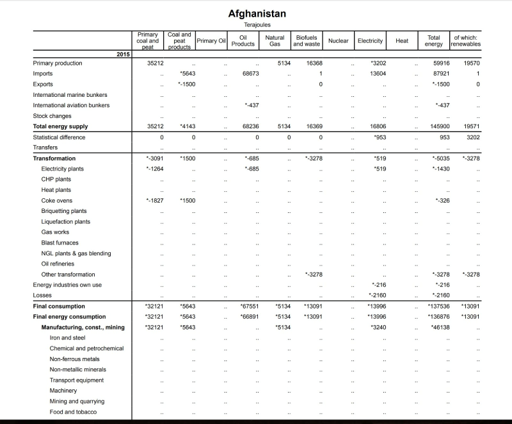 Afghanistan
Terajoules
Primary coal and peat Coal and peat products Primary Oil Oil Products Natural Gas Biofuels and waste Nuclear Electricity Heat Total energy of which: renewables
2015
Primary production 35212 .. .. .. 5134 16368 .. *3202 .. 59916 19570
Imports .. *5643 .. 68673 .. 1 .. 13604 .. 87921 1
Exports .. *-1500 .. .. .. 0 .. .. .. *-1500 0
International marine bunkers .. .. .. .. .. .. .. .. .. .. ..
International aviation bunkers .. .. .. *-437 .. .. .. .. .. *-437 ..
Stock changes .. .. .. .. .. .. .. .. .. .. ..
Total energy supply 35212 *4143 .. 68236 5134 16369 .. 16806 .. 145900 19571
Statistical difference 0 0 .. 0 0 0 .. *953 .. 953 3202
Transfers .. .. .. .. .. .. .. .. .. .. ..
Transformation *-3091 *1500 .. *-685 .. *-3278 .. *519 .. *-5035 *-3278
Electricity plants *-1264 .. .. *-685 .. .. .. *519 .. *-1430 ..
CHP plants .. .. .. .. .. .. .. .. .. .. ..
Heat plants .. .. .. .. .. .. .. .. .. .. ..
Coke ovens *-1827 *1500 .. .. .. .. .. .. .. *-326 ..
Briquetting plants .. .. .. .. .. .. .. .. .. .. ..
Liquefaction plants .. .. .. .. .. .. .. .. .. .. ..
Gas works .. .. .. .. .. .. .. .. .. .. ..
Blast furnaces .. .. .. .. .. .. .. .. .. .. ..
NGL plants & gas blending .. .. .. .. .. .. .. .. .. .. ..
Oil refineries .. .. .. .. .. .. .. .. .. .. ..
Other transformation .. .. .. .. .. *-3278 .. .. .. *-3278 *-3278
Energy industries own use .. .. .. .. .. .. .. *-216 .. *-216 ..
Losses .. .. .. .. .. .. .. *-2160 .. *-2160 ..
Final consumption *32121 *5643 .. *67551 *5134 *13091 .. *13996 .. *137536 *13091
Final energy consumption *32121 *5643 .. *66891 *5134 *13091 .. *13996 .. *136876 *13091
Manufacturing, const., mining *32121 *5643 .. .. *5134 .. .. *3240 .. *46138 ..
Iron and steel .. .. .. .. .. .. .. .. .. .. ..
Chemical and petrochemical .. .. .. .. .. .. .. .. .. .. ..
Non-ferrous metals .. .. .. .. .. .. .. .. .. .. ..
Non-metallic minerals .. .. .. .. .. .. .. .. .. .. ..
Transport equipment .. .. .. .. .. .. .. .. .. .. ..
Machinery .. .. .. .. .. .. .. .. .. .. ..
Mining and quarrying .. .. .. .. .. .. .. .. .. .. ..
Food and tobacco .. .. .. .. .. .. .. .. .. .. ..